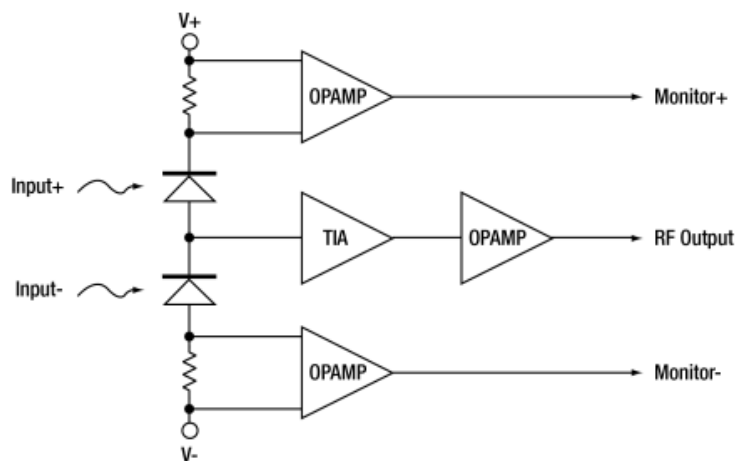 V+
OPAMP
Monitor+
Input+
TIA
OPAMP
RF Output
Input-
OPAMP
Monitor-
V-